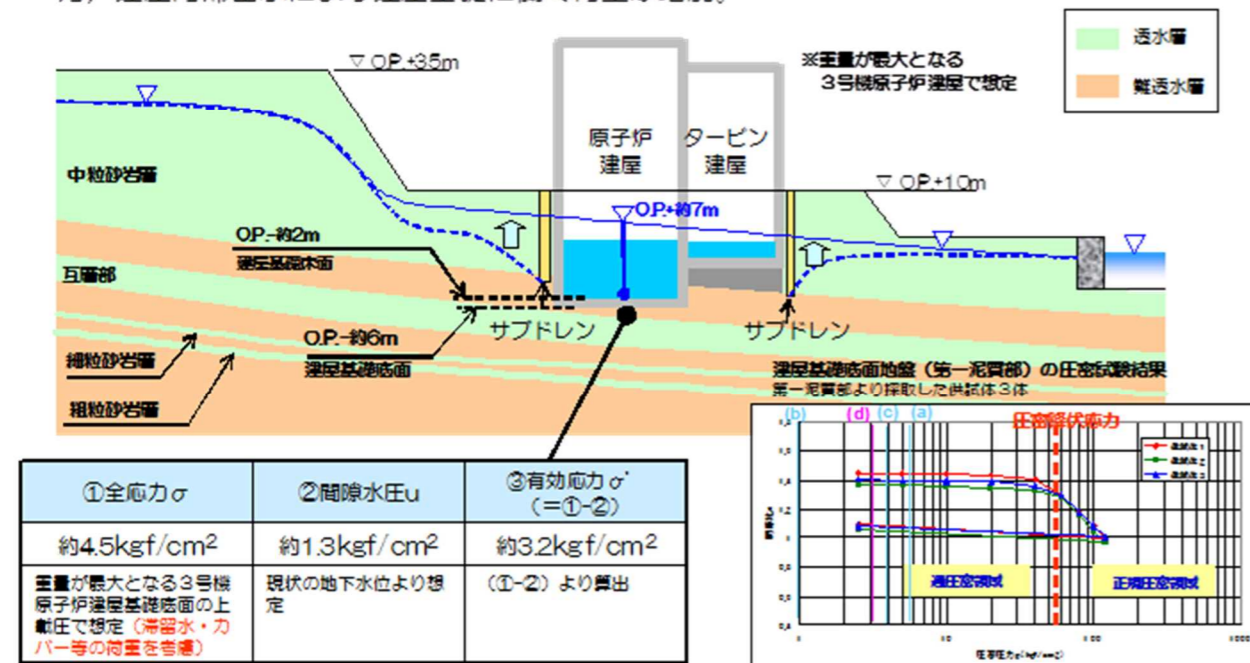 ▽ O.P.+35m
※重量が最大となる
3号機原子炉建屋で想定
透水層
難透水層
原子炉
建屋
タービン
建屋
中粒砂岩層
▽ O.P.+10m
O.P.+約7m
O.P.-約2m
建屋基礎床面
互層部
サブドレン
サブドレン
O.P.-約6m
建屋基礎底面
細粒砂岩層
粗粒砂岩層
建屋基礎底面地盤(第一泥質部)の圧密試験結果
第一泥質部より採取した供試体3体
(b) (d) (c) (a)
圧密降伏応力
供試体1
供試体2
供試体3
過圧密領域
正規圧密領域
①全応力σ
②間隙水圧u
③有効応力σ'
(=①-②)
約4.5kgf/cm²
約1.3kgf/cm²
約3.2kgf/cm²
重量が最大となる3号機
原子炉建屋基礎底面の上
載圧で想定(滞留水・カ
バー等の荷重を考慮)
現状の地下水位より想
定
(①-②)より算出